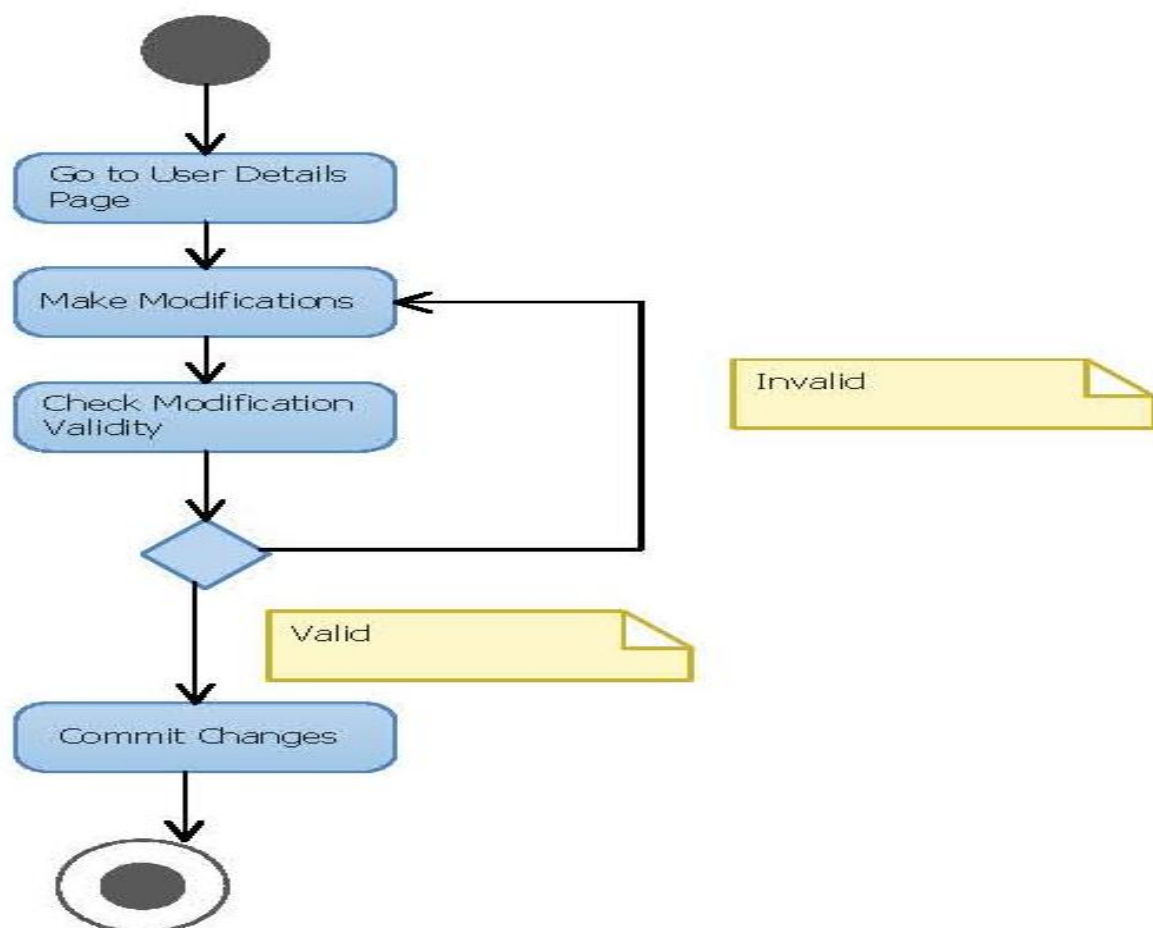 Go to User Details
Page
Make Modifications
Invalid
Check Modification
Validity
Valid
Commit Changes